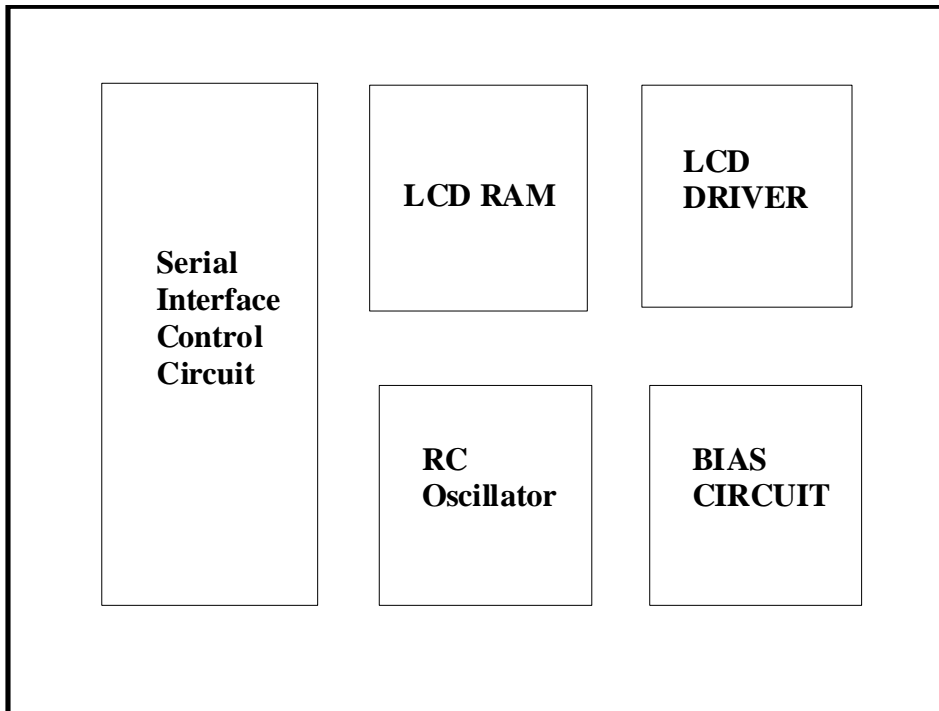 Serial
Interface
Control
Circuit
LCD RAM
LCD
DRIVER
RC
Oscillator
BIAS
CIRCUIT